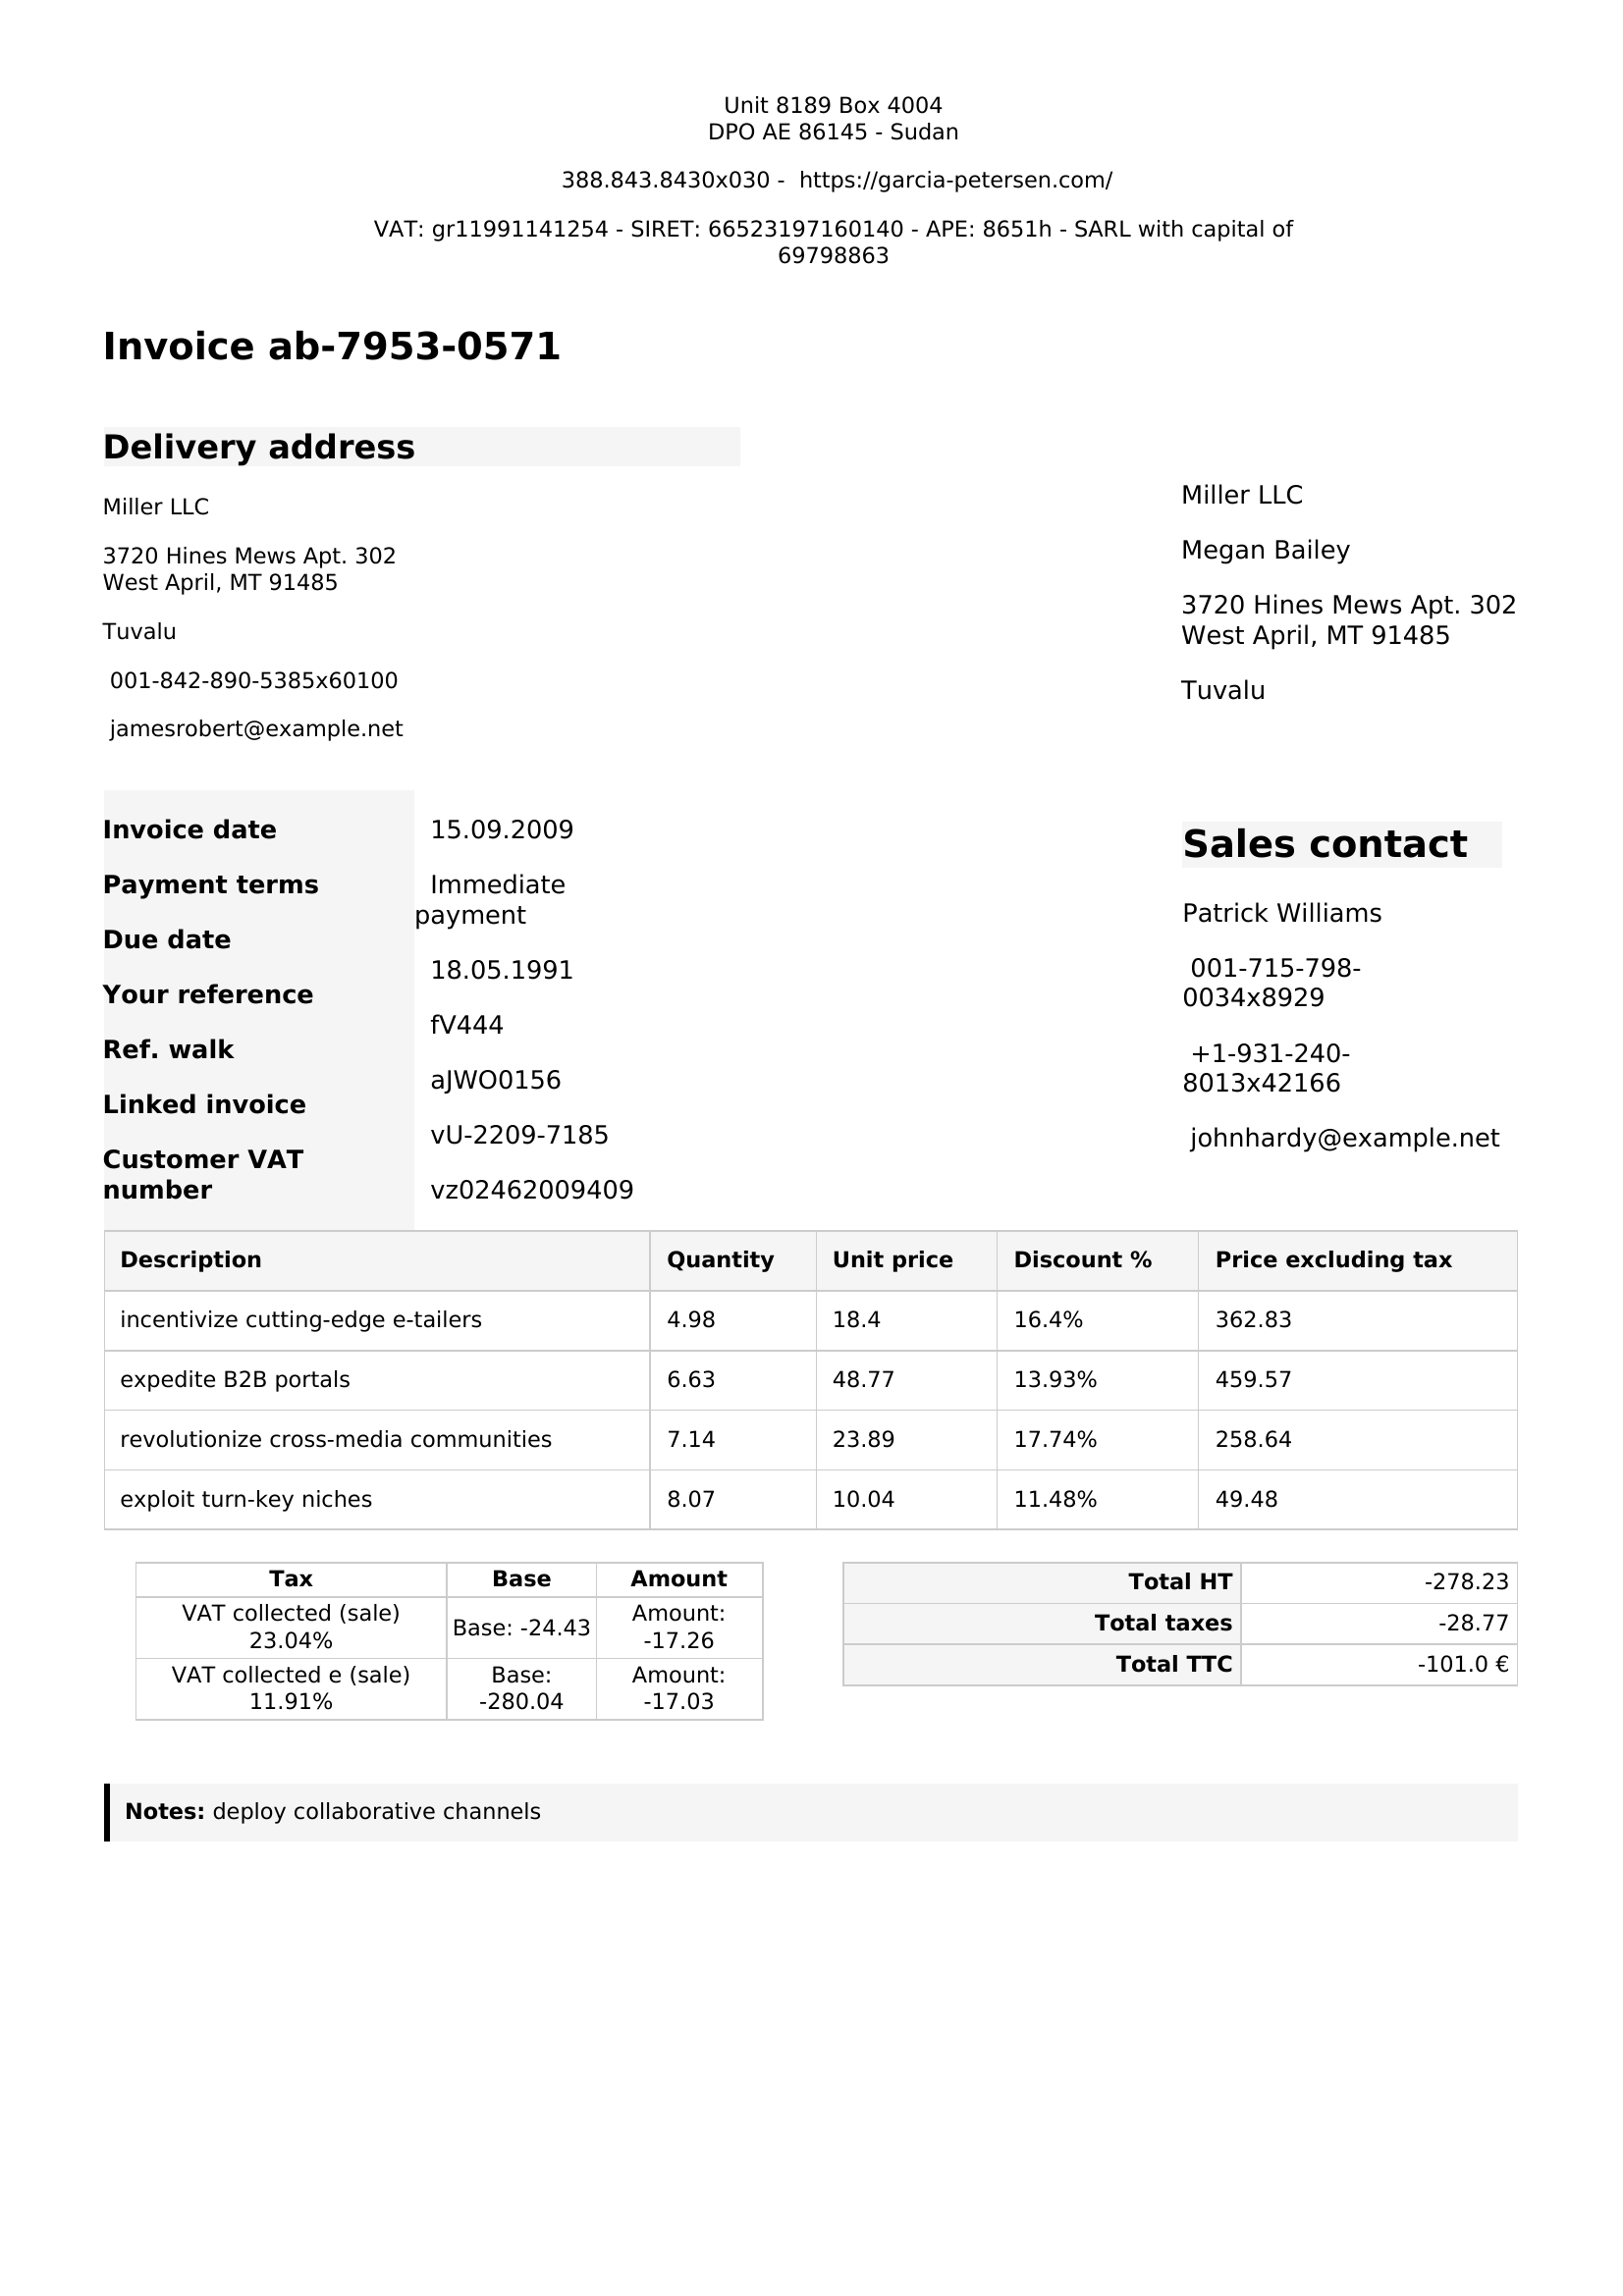 Unit 8189 Box 4004
DPO AE 86145 - Sudan
388.843.8430x030 -  https://garcia-petersen.com/
VAT: gr11991141254 - SIRET: 66523197160140 - APE: 8651h - SARL with capital of
69798863
Invoice ab-7953-0571
Delivery address
Miller LLC
3720 Hines Mews Apt. 302
West April, MT 91485
Tuvalu
001-842-890-5385x60100
jamesrobert@example.net
Miller LLC
Megan Bailey
3720 Hines Mews Apt. 302
West April, MT 91485
Tuvalu
Invoice date
Payment terms
Due date
Your reference
Ref. walk
Linked invoice
Customer VAT
number
15.09.2009
Immediate
payment
18.05.1991
fV444
aJWO0156
vU-2209-7185
vz02462009409
Sales contact
Patrick Williams
001-715-798-
0034x8929
+1-931-240-
8013x42166
johnhardy@example.net
Description Quantity Unit price Discount % Price excluding tax
incentivize cutting-edge e-tailers 4.98 18.4 16.4% 362.83
expedite B2B portals 6.63 48.77 13.93% 459.57
revolutionize cross-media communities 7.14 23.89 17.74% 258.64
exploit turn-key niches 8.07 10.04 11.48% 49.48
Tax Base Amount
VAT collected (sale)
23.04%
Base: -24.43
Amount:
-17.26
VAT collected e (sale)
11.91%
Base:
-280.04
Amount:
-17.03
Total HT -278.23
Total taxes -28.77
Total TTC -101.0 €
Notes: deploy collaborative channels